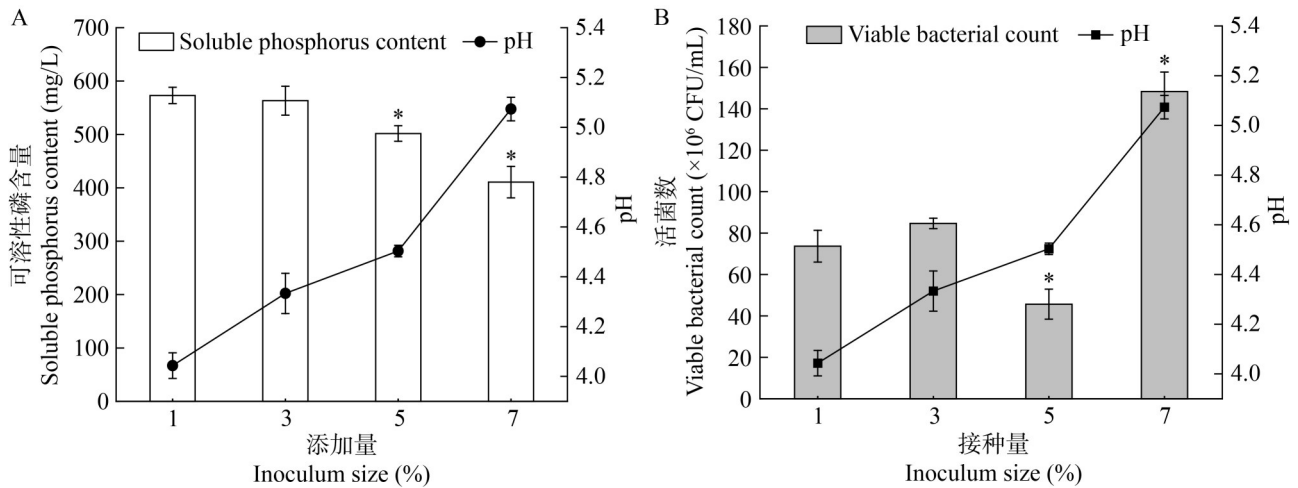 A
Soluble phosphorus content
pH
可溶性磷含量
Soluble phosphorus content (mg/L)
700
600
500
400
300
200
100
0
5.4
5.2
5.0
4.8
4.6
4.4
4.2
4.0
pH
*
*
1 3 5 7
添加量
Inoculum size (%)
B
Viable bacterial count
pH
活菌数
Viable bacterial count (×10⁶ CFU/mL)
180
160
140
120
100
80
60
40
20
0
5.4
5.2
5.0
4.8
4.6
4.4
4.2
4.0
pH
*
*
1 3 5 7
接种量
Inoculum size (%)